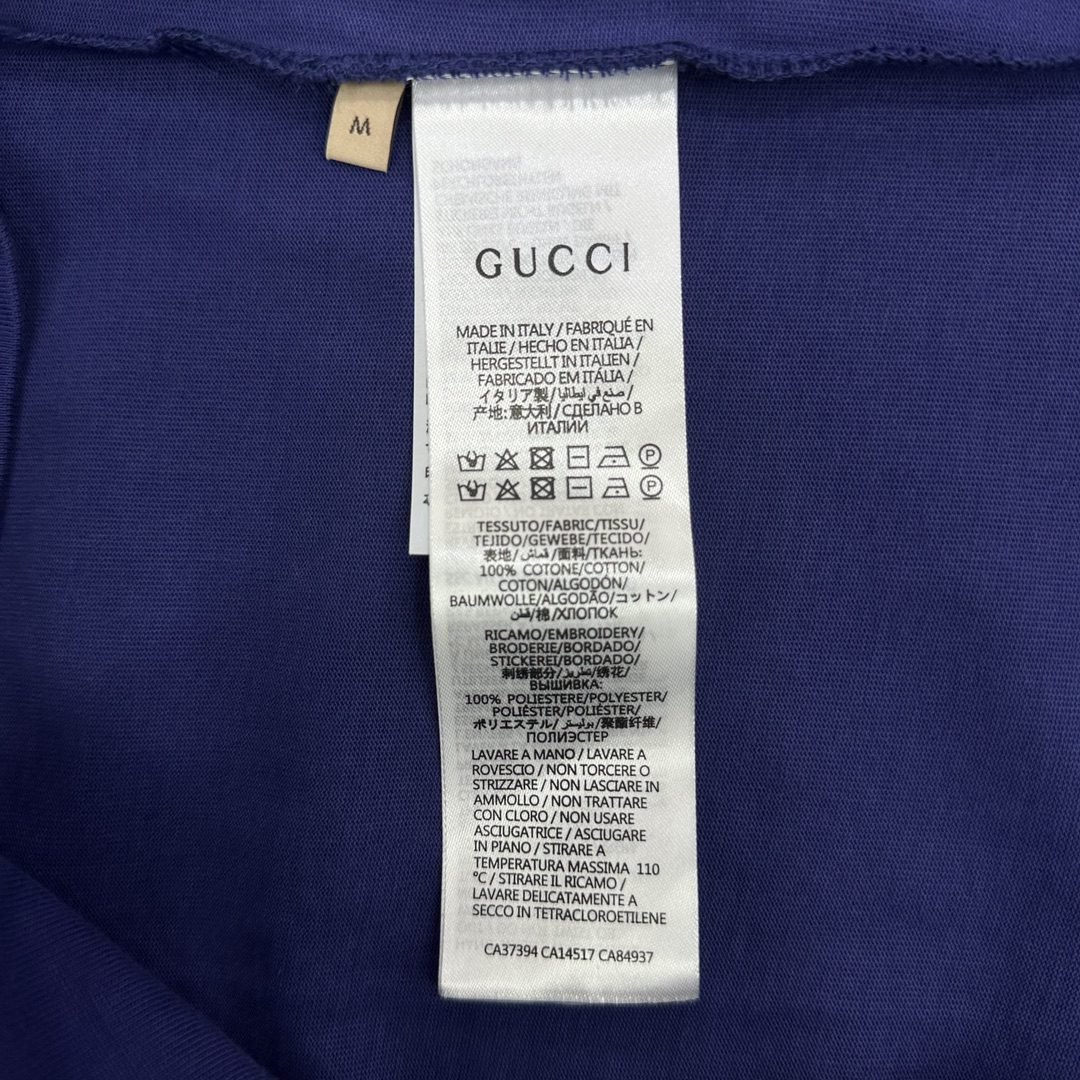 M
GUCCI
MADE IN ITALY / FABRIQUÉ EN
ITALIE / HECHO EN ITALIA /
HERGESTELLT IN ITALIEN /
FABRICADO EM ITÁLIA /
イタリア製 / صنع في ايطاليا /
产地: 意大利 / СДЕЛАНО В
ИТАЛИИ
P
P
TESSUTO/FABRIC/TISSU/
TEJIDO/GEWEBE/TECIDO/
表地/قماش/面料/ТКАНЬ:
100% COTONE/COTTON/
COTON/ALGODÓN/
BAUMWOLLE/ALGODÃO/コットン/
قطن/棉/ХЛОПОК
RICAMO/EMBROIDERY/
BRODERIE/BORDADO/
STICKEREI/BORDADO/
刺绣部分/تطريز/绣花/
ВЫШИВКА:
100% POLIESTERE/POLYESTER/
POLIÉSTER/POLIÉSTER/
ポリエステル/بوليستر/聚酯纤维/
ПОЛИЭСТЕР
LAVARE A MANO / LAVARE A
ROVESCIO / NON TORCERE O
STRIZZARE / NON LASCIARE IN
AMMOLLO / NON TRATTARE
CON CLORO / NON USARE
ASCIUGATRICE / ASCIUGARE
IN PIANO / STIRARE A
TEMPERATURA MASSIMA 110
°C / STIRARE IL RICAMO /
LAVARE DELICATAMENTE A
SECCO IN TETRACLOROETILENE
CA37394 CA14517 CA84937